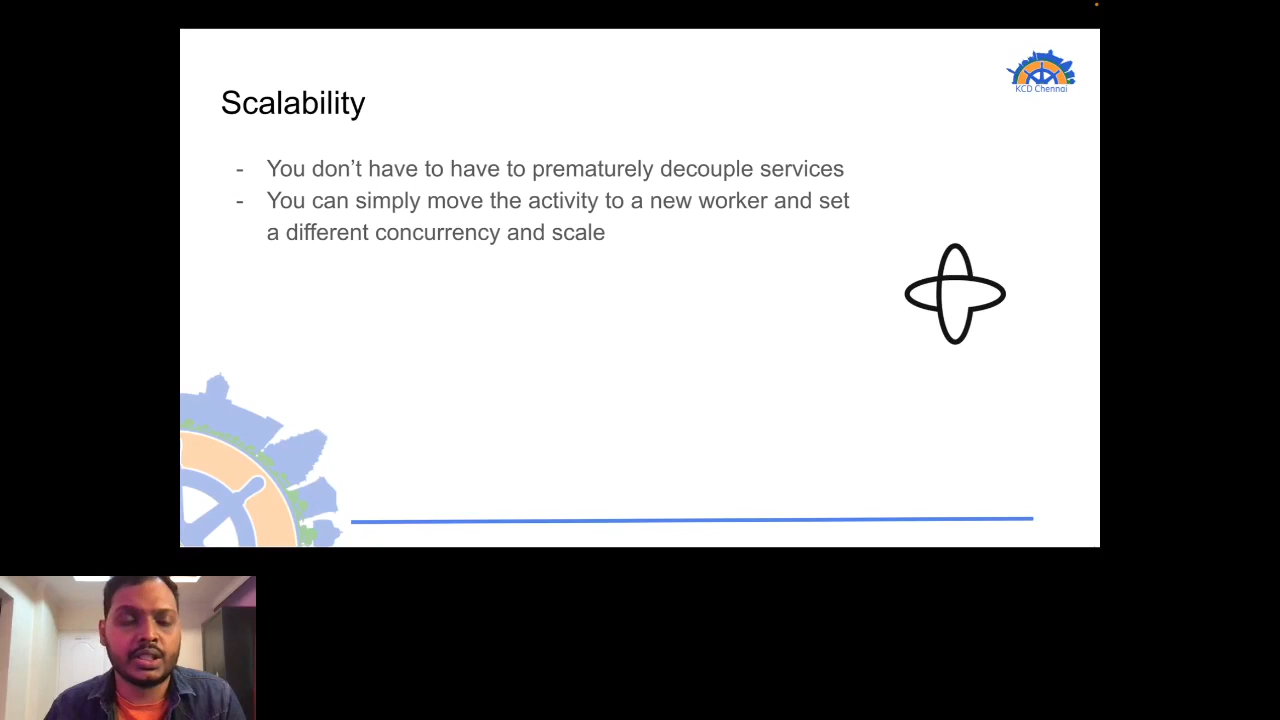 KCD Chennai
Scalability
- You don’t have to have to prematurely decouple services
- You can simply move the activity to a new worker and set
a different concurrency and scale